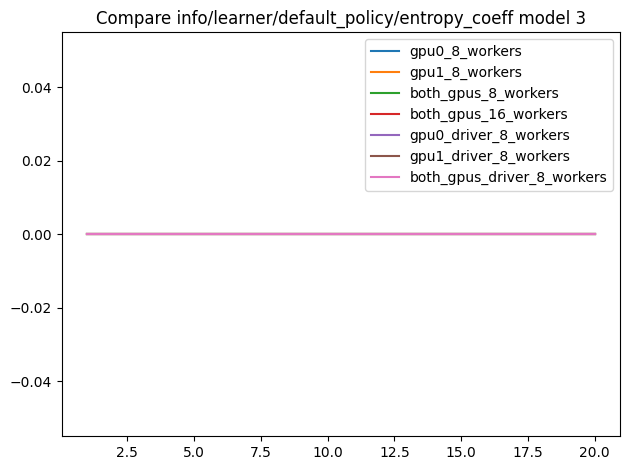 Compare info/learner/default_policy/entropy_coeff model 3
gpu0_8_workers
gpu1_8_workers
both_gpus_8_workers
both_gpus_16_workers
gpu0_driver_8_workers
gpu1_driver_8_workers
both_gpus_driver_8_workers
0.04
0.02
0.00
−0.02
−0.04
2.5 5.0 7.5 10.0 12.5 15.0 17.5 20.0